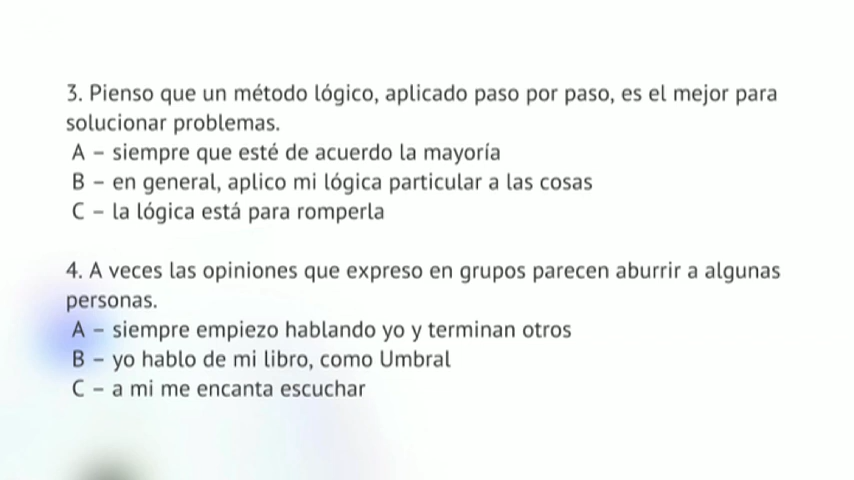 3. Pienso que un método lógico, aplicado paso por paso, es el mejor para
solucionar problemas.
A – siempre que esté de acuerdo la mayoría
B – en general, aplico mi lógica particular a las cosas
C – la lógica está para romperla
4. A veces las opiniones que expreso en grupos parecen aburrir a algunas
personas.
A – siempre empiezo hablando yo y terminan otros
B – yo hablo de mi libro, como Umbral
C – a mi me encanta escuchar